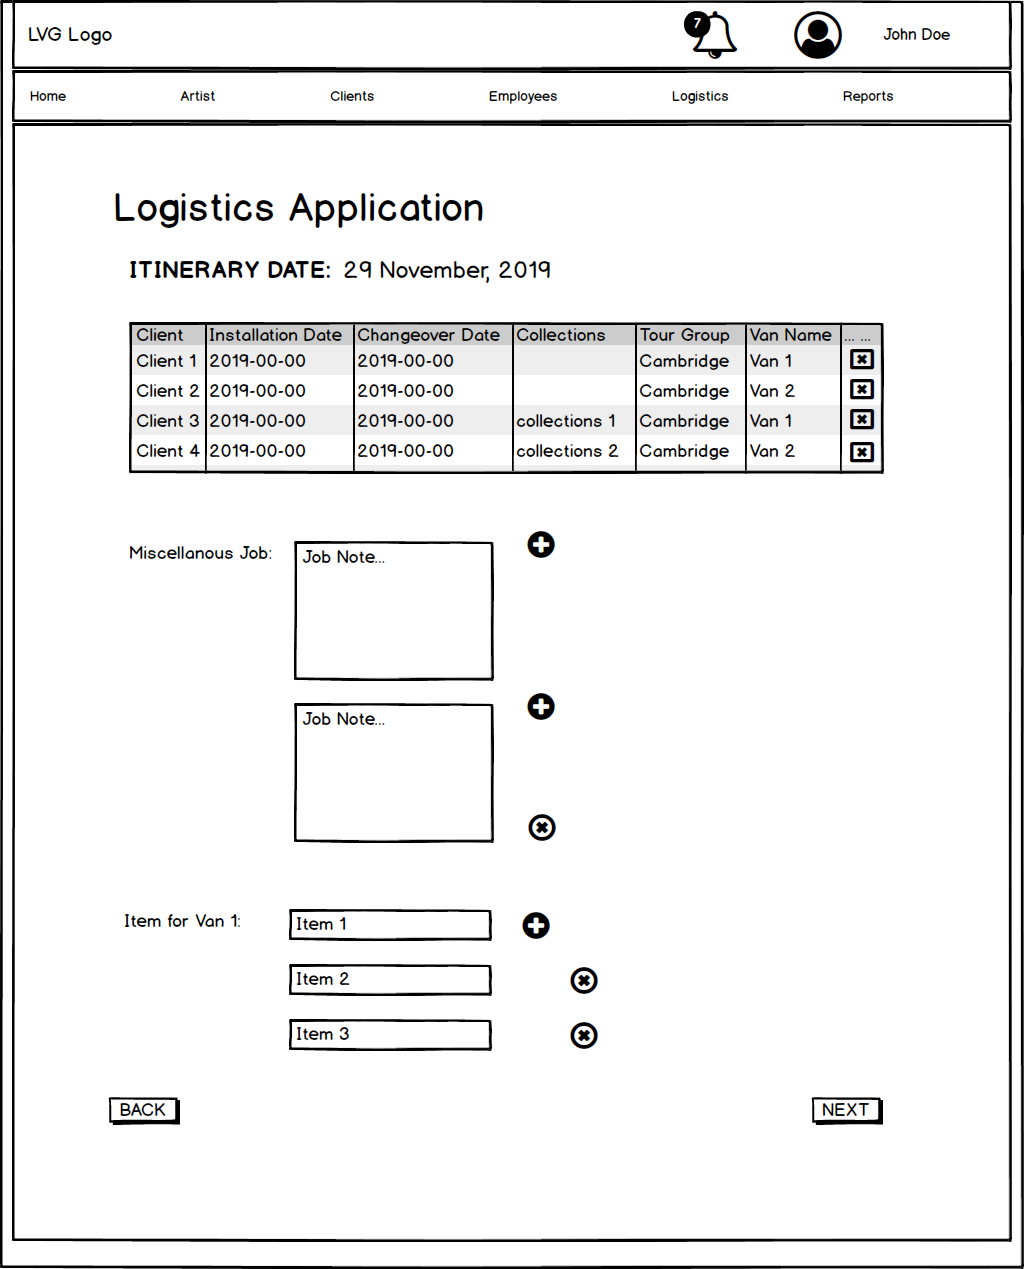 LVG Logo
7
John Doe
Home Artist Clients Employees Logistics Reports
Logistics Application
ITINERARY DATE: 29 November, 2019
Client Installation Date Changeover Date Collections Tour Group Van Name ... ...
Client 1 2019-00-00 2019-00-00 Cambridge Van 1
Client 2 2019-00-00 2019-00-00 Cambridge Van 2
Client 3 2019-00-00 2019-00-00 collections 1 Cambridge Van 1
Client 4 2019-00-00 2019-00-00 collections 2 Cambridge Van 2
Miscellanous Job:
Job Note...
Job Note...
Item for Van 1:
Item 1
Item 2
Item 3
BACK
NEXT